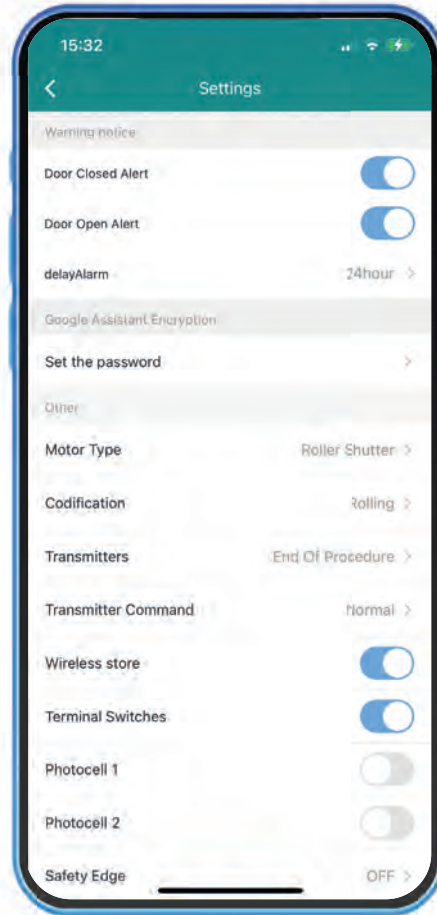 15:32
Settings
Warning notice
Door Closed Alert
Door Open Alert
delayAlarm 24hour >
Google Assistant Encryption
Set the password >
Other
Motor Type Roller Shutter >
Codification Rolling >
Transmitters End Of Procedure >
Transmitter Command Normal >
Wireless store
Terminal Switches
Photocell 1
Photocell 2
Safety Edge OFF >